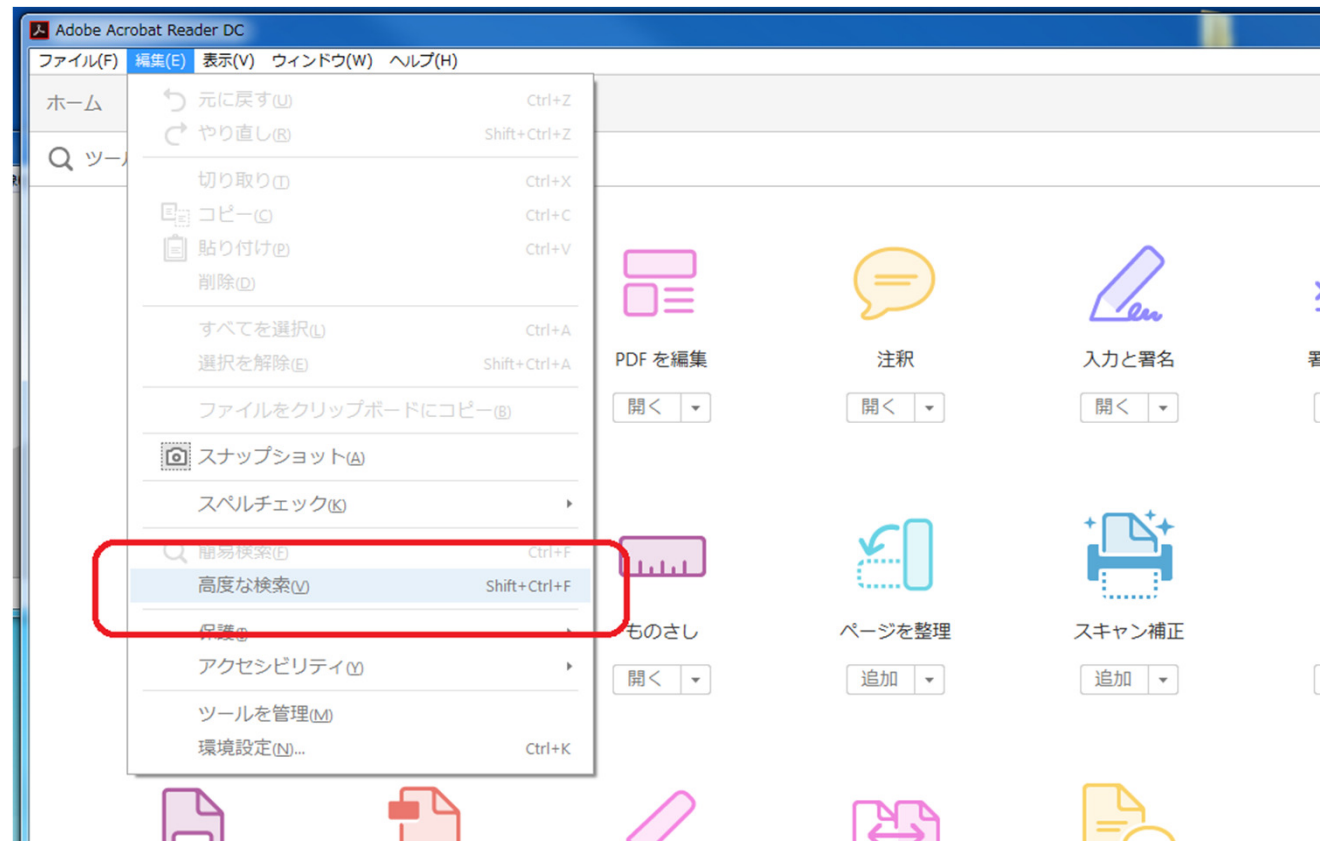 Adobe Acrobat Reader DC
ファイル(F) 編集(E) 表示(V) ウィンドウ(W) ヘルプ(H)
ホーム
元に戻す(U) Ctrl+Z
やり直し(R) Shift+Ctrl+Z
ツー
切り取り(T) Ctrl+X
コピー(C) Ctrl+C
貼り付け(P) Ctrl+V
削除(D)
すべてを選択(L) Ctrl+A
選択を解除(E) Shift+Ctrl+A
ファイルをクリップボードにコピー(B)
スナップショット(A)
スペルチェック(K)
簡易検索(F) Ctrl+F
高度な検索(V) Shift+Ctrl+F
保護
アクセシビリティ(Y)
ツールを管理(M)
環境設定(N)... Ctrl+K
PDF を編集 注釈 入力と署名
開く 開く 開く
ものさし ページを整理 スキャン補正
開く 追加 追加